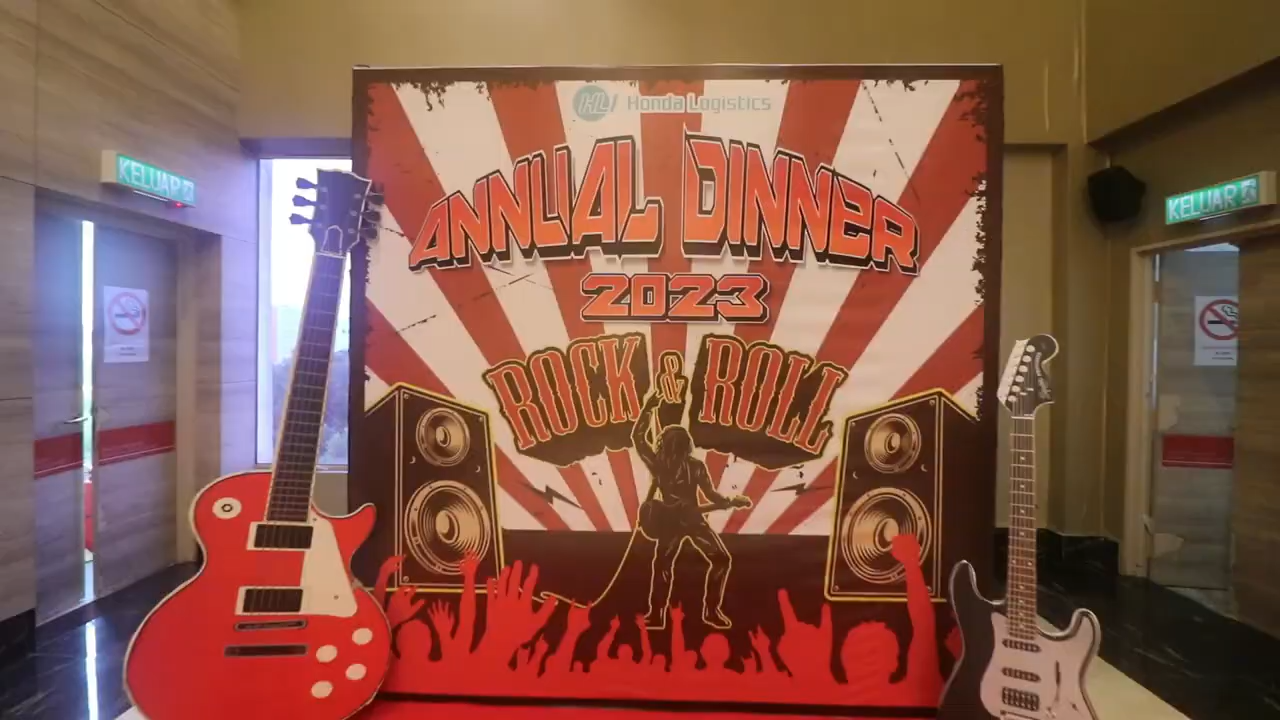 HL Honda Logistics
ANNUAL DINNER
2023
ROCK & ROLL
KELUAR
KELUAR